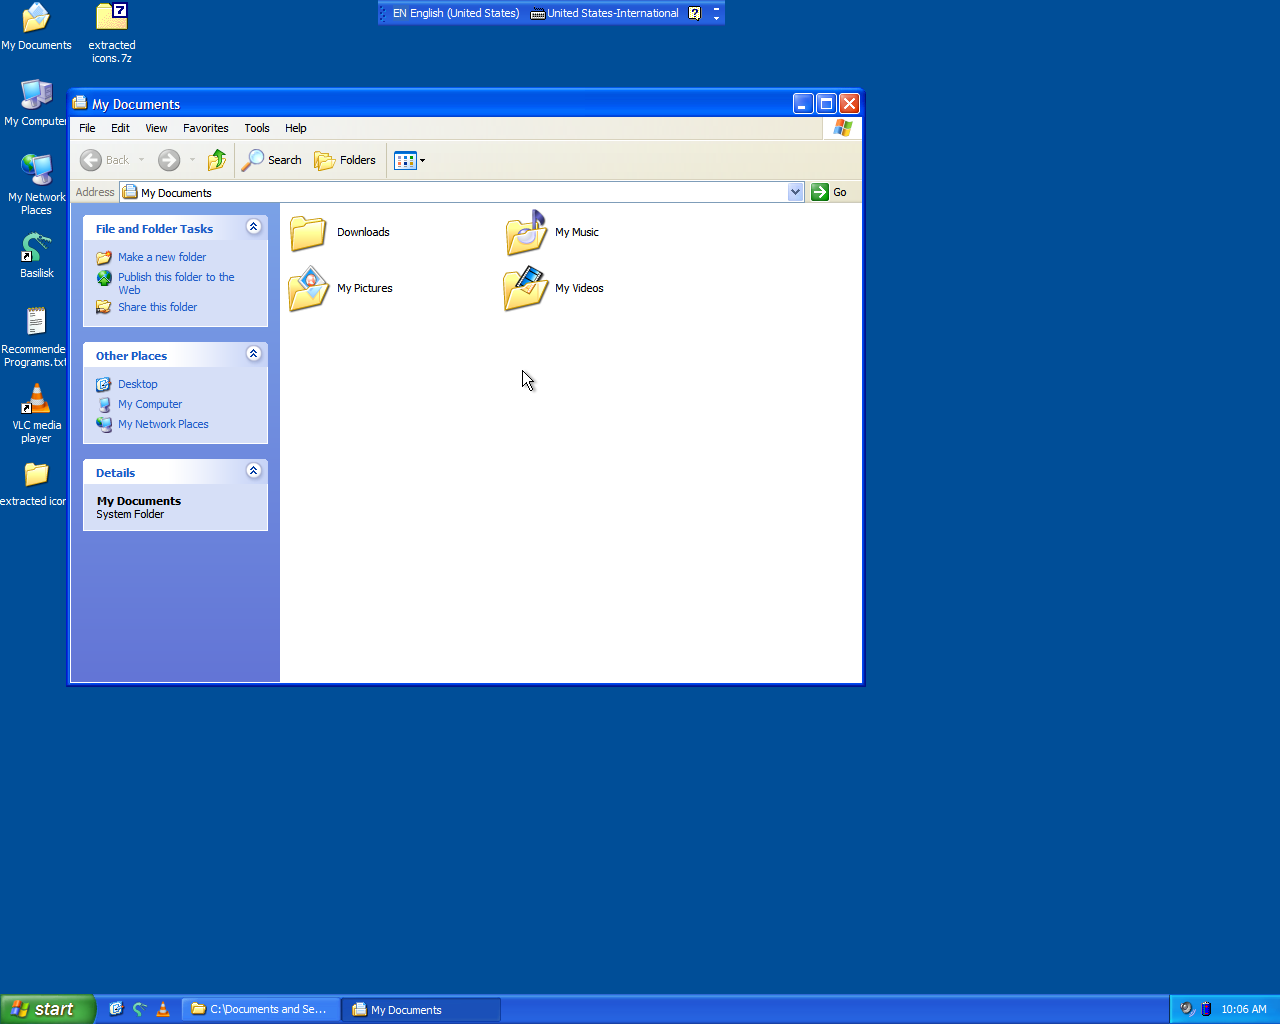 EN English (United States) United States-International
My Documents
extracted
icons.7z
My Computer
My Network
Places
Basilisk
Recommende
Programs.txt
VLC media
player
extracted icon
My Documents
File Edit View Favorites Tools Help
Back Search Folders
Address My Documents Go
File and Folder Tasks
Make a new folder
Publish this folder to the
Web
Share this folder
Other Places
Desktop
My Computer
My Network Places
Details
My Documents
System Folder
Downloads My Music
My Pictures My Videos
start C:\Documents and Se... My Documents 10:06 AM